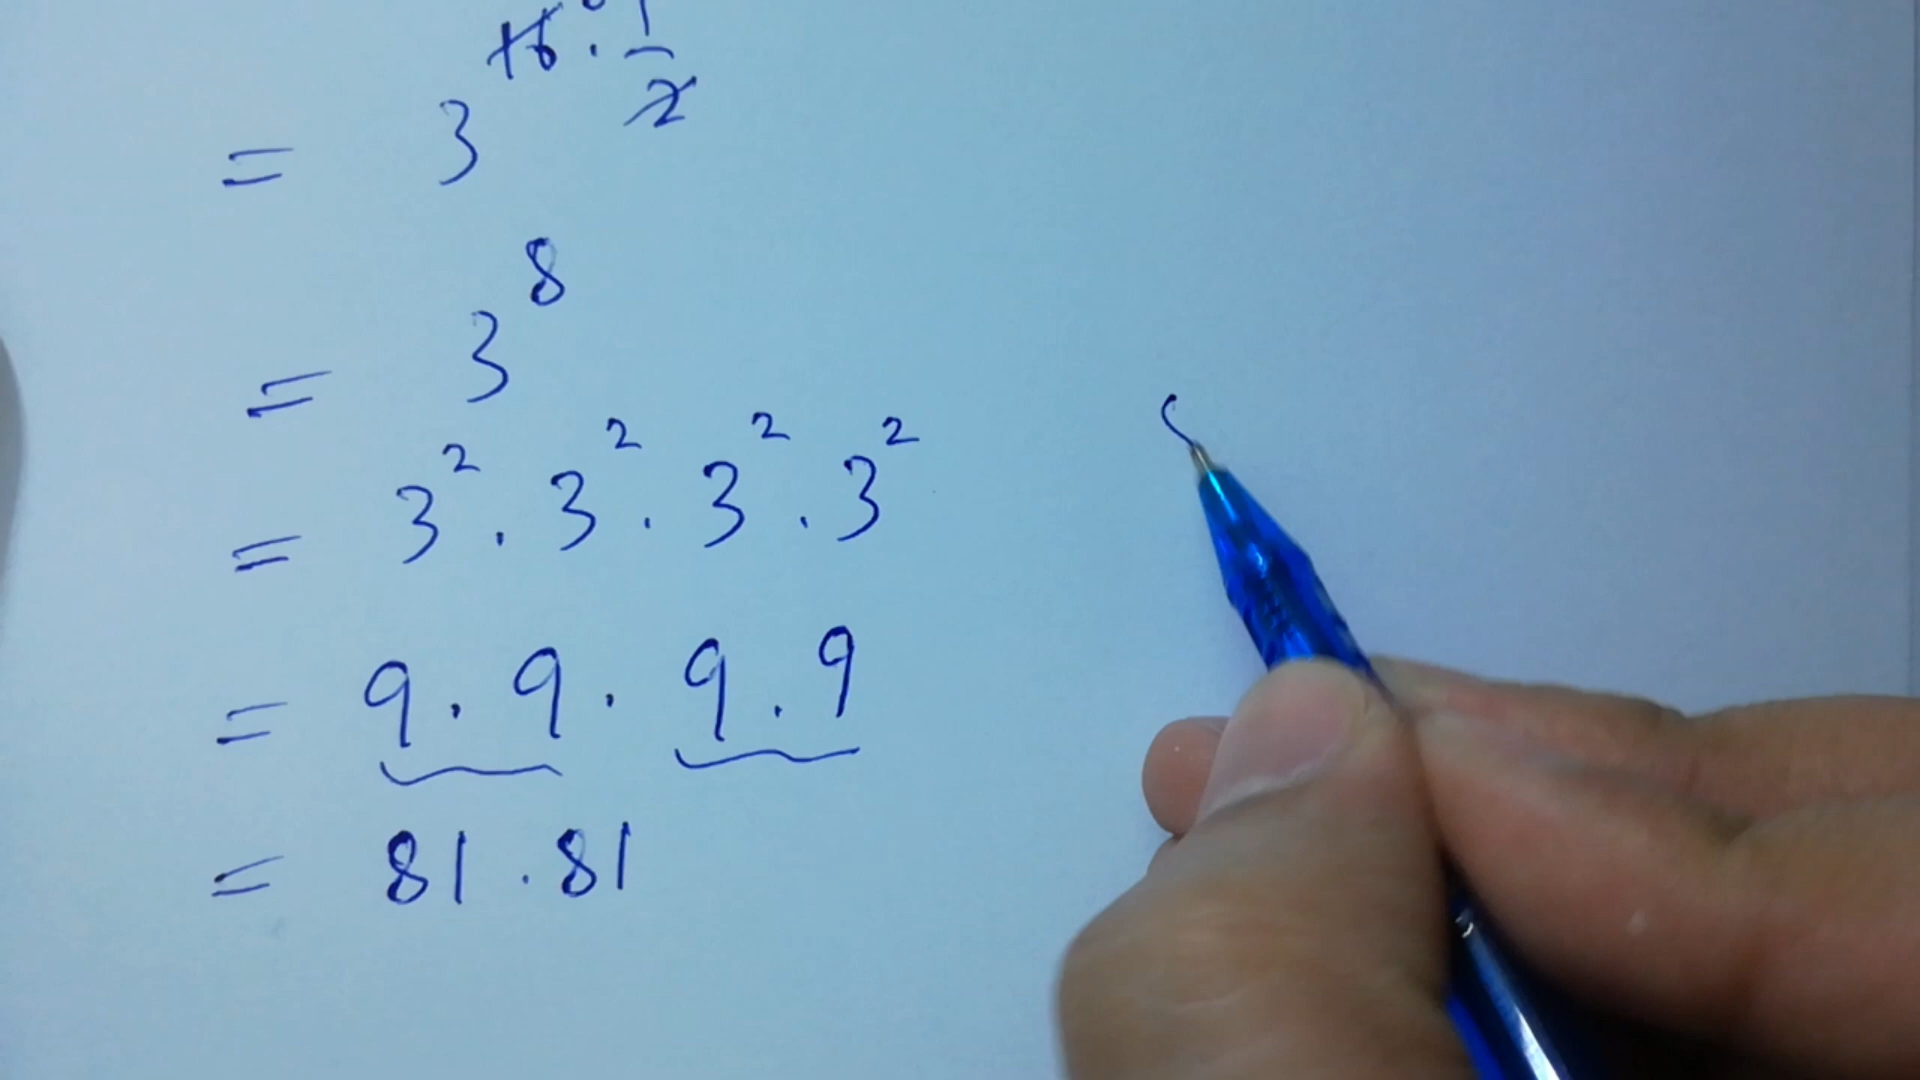 = 3^{16 · 1/2}
= 3^8
= 3^2 . 3^2 . 3^2 . 3^2
= 9 . 9 . 9 . 9
= 81 . 81